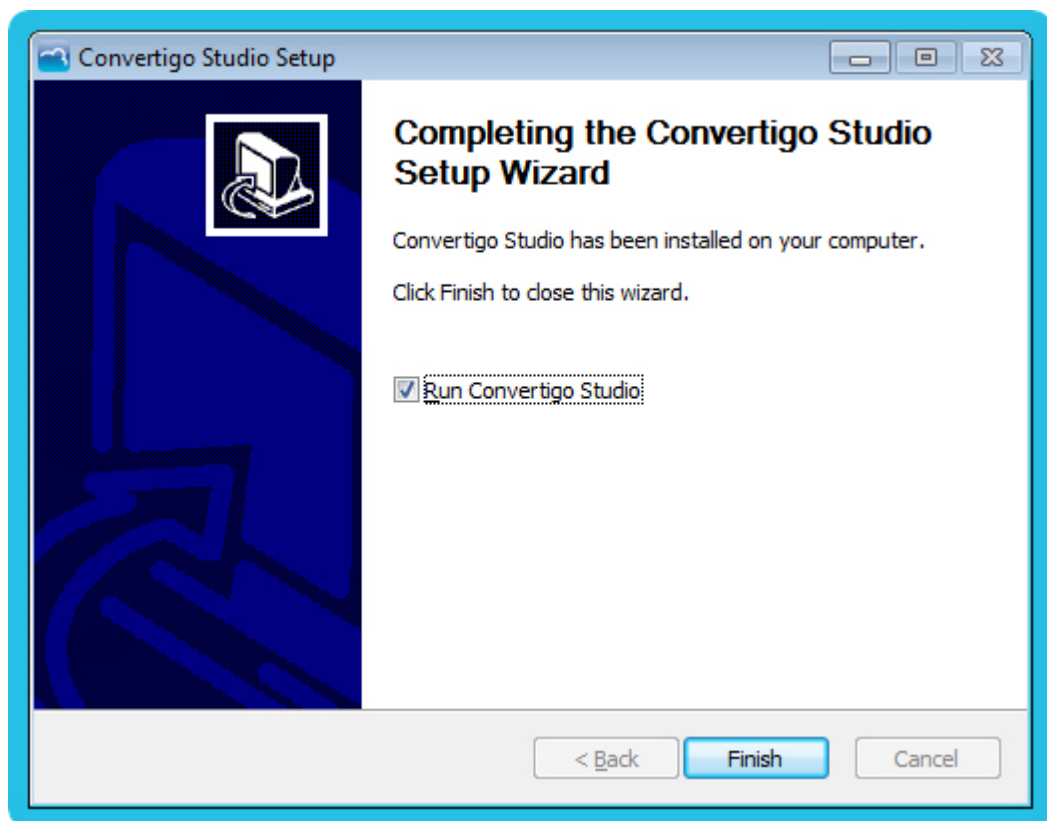 Convertigo Studio Setup
Completing the Convertigo Studio
Setup Wizard
Convertigo Studio has been installed on your computer.
Click Finish to close this wizard.
Run Convertigo Studio
< Back Finish Cancel